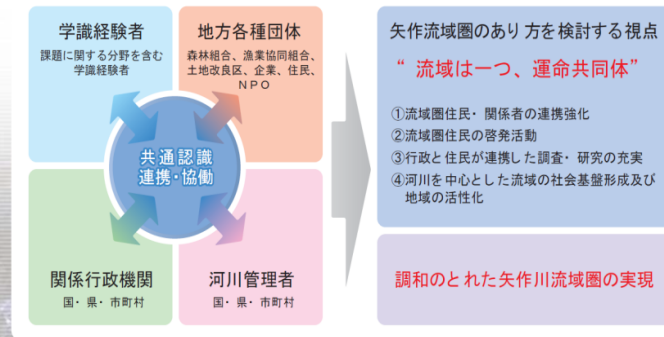 学識経験者
課題に関する分野を含む
学識経験者
地方各種団体
森林組合、漁業協同組合、
土地改良区、企業、住民、
ＮＰＯ
共通認識
連携・協働
関係行政機関
国・県・市町村
河川管理者
国・県・市町村
矢作流域圏のあり方を検討する視点
“流域は一つ、運命共同体”
①流域圏住民・関係者の連携強化
②流域圏住民の啓発活動
③行政と住民が連携した調査・研究の充実
④河川を中心とした流域の社会基盤形成及び
地域の活性化
調和のとれた矢作川流域圏の実現